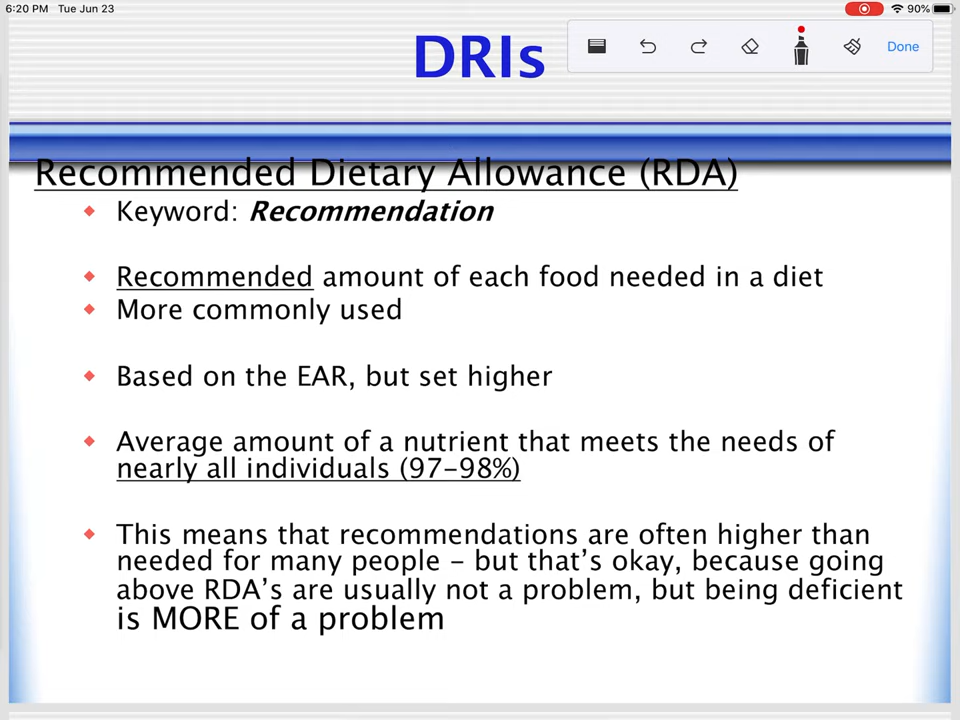 6:20 PM Tue Jun 23
90%
DRIs
Done
Recommended Dietary Allowance (RDA)
Keyword: Recommendation
Recommended amount of each food needed in a diet
More commonly used
Based on the EAR, but set higher
Average amount of a nutrient that meets the needs of
nearly all individuals (97-98%)
This means that recommendations are often higher than
needed for many people – but that's okay, because going
above RDA's are usually not a problem, but being deficient
is MORE of a problem